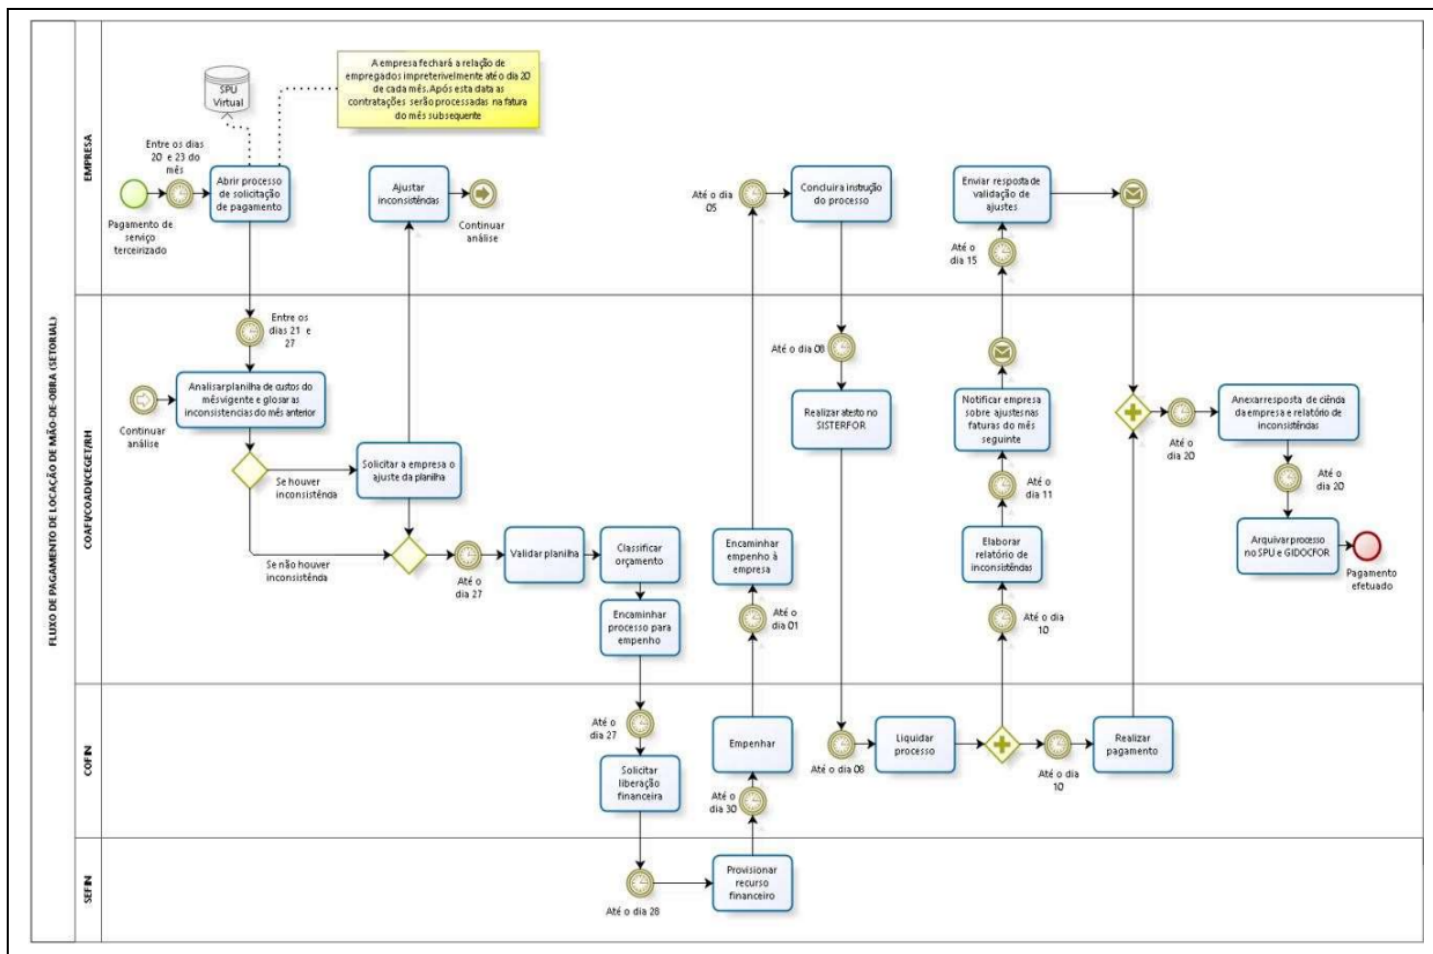 FLUXO DE PAGAMENTO DE LOCAÇÃO DE MÃO-DE-OBRA (SETORIAL)
EMPRESA
SPU
Virtual
A empresa fechará a relação de
empregados impreterivelmente até o dia 20
de cada mês. Após esta data as
contratações serão processadas na fatura
do mês subsequente
Entre os dias
20 e 23 do
mês
Pagamento de
serviço
terceirizado
Abrir processo
de solicitação
de pagamento
Ajustar
inconsistências
Continuar
análise
Até o dia
05
Concluir a instrução
do processo
Enviar resposta de
validação de
ajustes
Até o
dia 15
COAFI/COADI/CEGET/RH
Entre os
dias 21 e
27
Continuar
análise
Analisar planilha de custos do
mês vigente e glosar as
inconsistencias do mês anterior
Se houver
inconsistência
Se não houver
inconsistência
Solicitar a empresa o
ajuste da planilha
Até o
dia 27
Validar planilha
Classificar
orçamento
Encaminhar
processo para
empenho
Encaminhar
empenho à
empresa
Até o
dia 01
Até o dia 08
Realizar atesto no
SISTERFOR
Notificar empresa
sobre ajustes nas
faturas do mês
seguinte
Até o
dia 11
Elaborar
relatório de
inconsistências
Até o dia
10
Até o
dia 20
Anexar resposta de ciência
da empresa e relatório de
inconsistências
Até o
dia 20
Arquivar processo
no SPU e GIDOCFOR
Pagamento
efetuado
COFIN
Até o
dia 27
Solicitar
liberação
financeira
Empenhar
Até o
dia 30
Até o dia 08
Liquidar
processo
Até o dia
10
Realizar
pagamento
SEFIN
Até o dia 28
Provisionar
recurso
financeiro